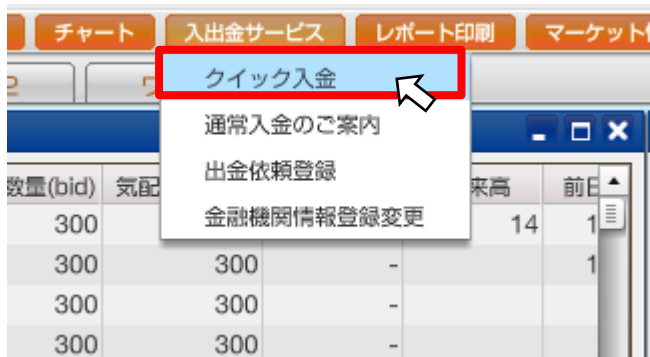 チャート 入出金サービス レポート印刷 マーケット
クイック入金
通常入金のご案内
出金依頼登録
金融機関情報登録変更
数量(bid) 気配 来高 前日
300 14 1
300 300 - 1
300 300 -
300 300 -